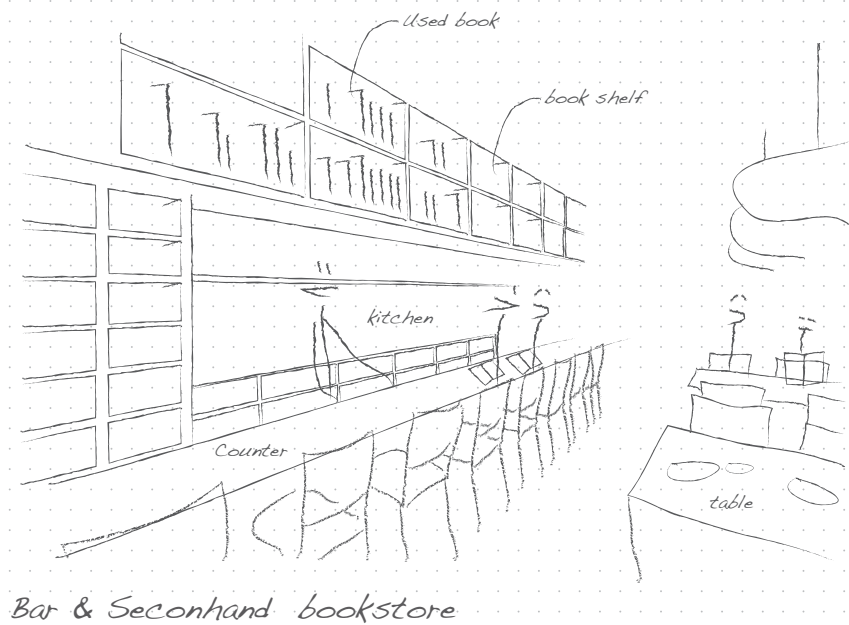 Used book
book shelf
kitchen
Counter
table
Bar & Seconhand bookstore